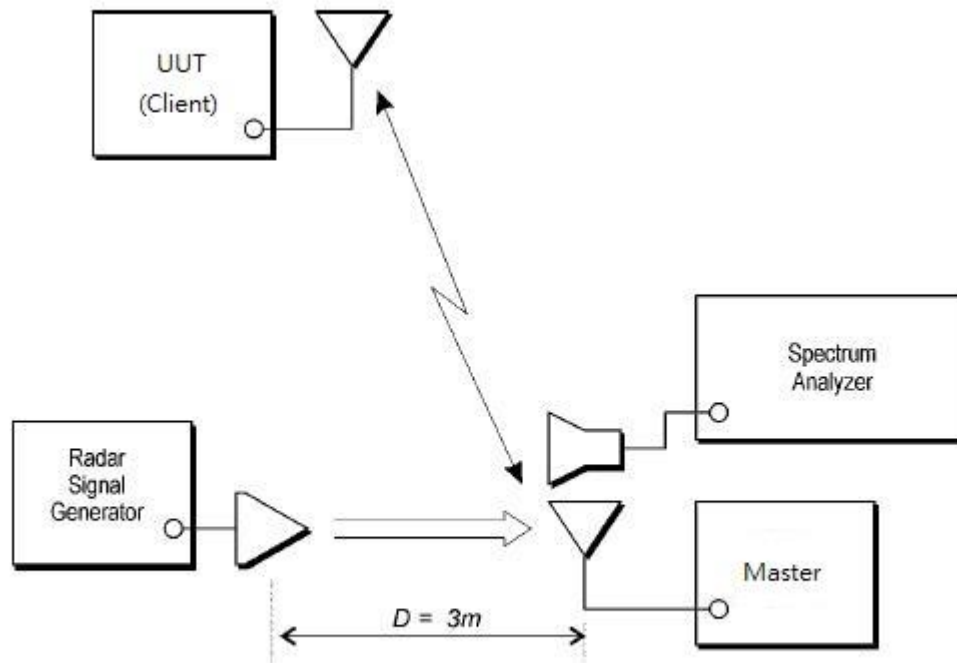 UUT
(Client)
Spectrum
Analyzer
Radar
Signal
Generator
Master
D = 3m